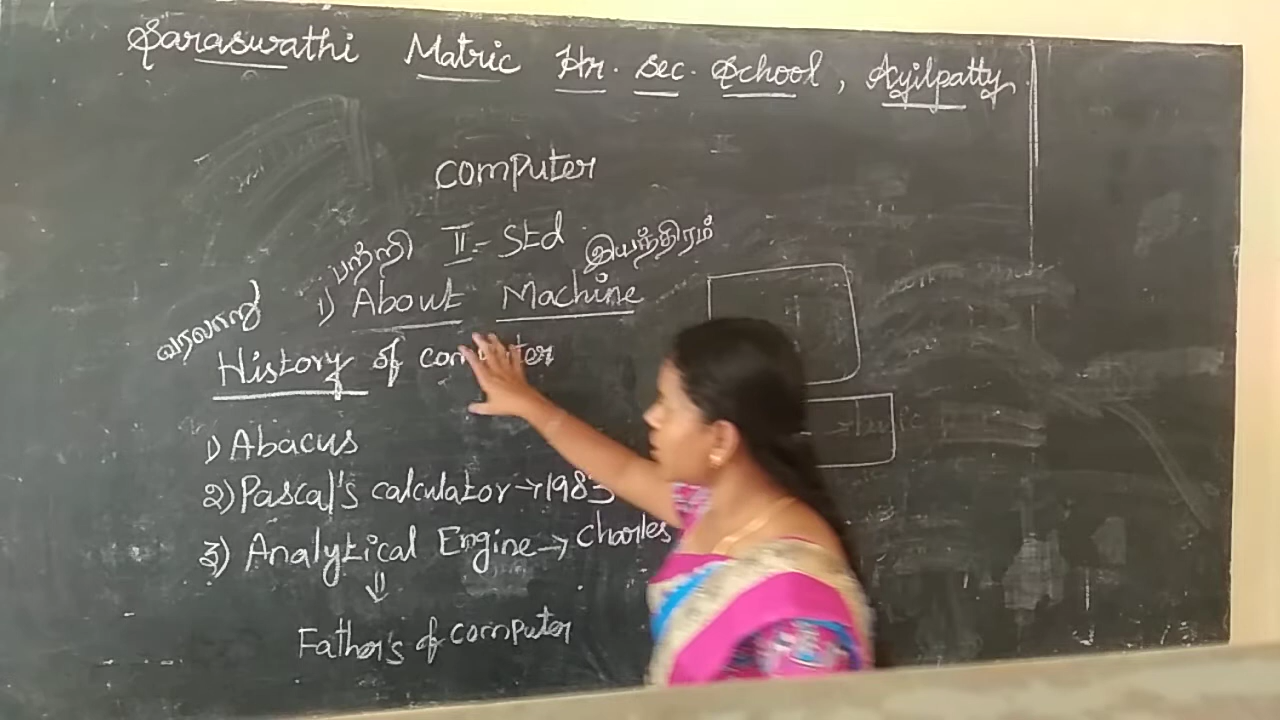 Saraswathi Matric Hr. Sec. School, Ayilpatty.
computer
II - Std
பற்றி இயந்திரம்
1) About Machine
வரலாறு
History of computer
1) Abacus
2) Pascal's calculator → 1983
3) Analytical Engine → Charles
⇓
Father's of computer